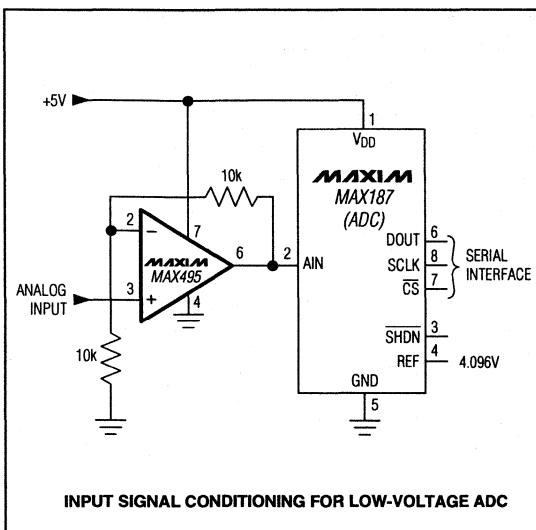 +5V
1
VDD
10k
MAXIM
MAX187
(ADC)
2
7
−
MAXIM
MAX495
6
2
AIN
DOUT
6
SCLK
8
CS
7
SERIAL
INTERFACE
ANALOG
INPUT
3
+
4
10k
SHDN
3
REF
4
4.096V
GND
5
INPUT SIGNAL CONDITIONING FOR LOW-VOLTAGE ADC